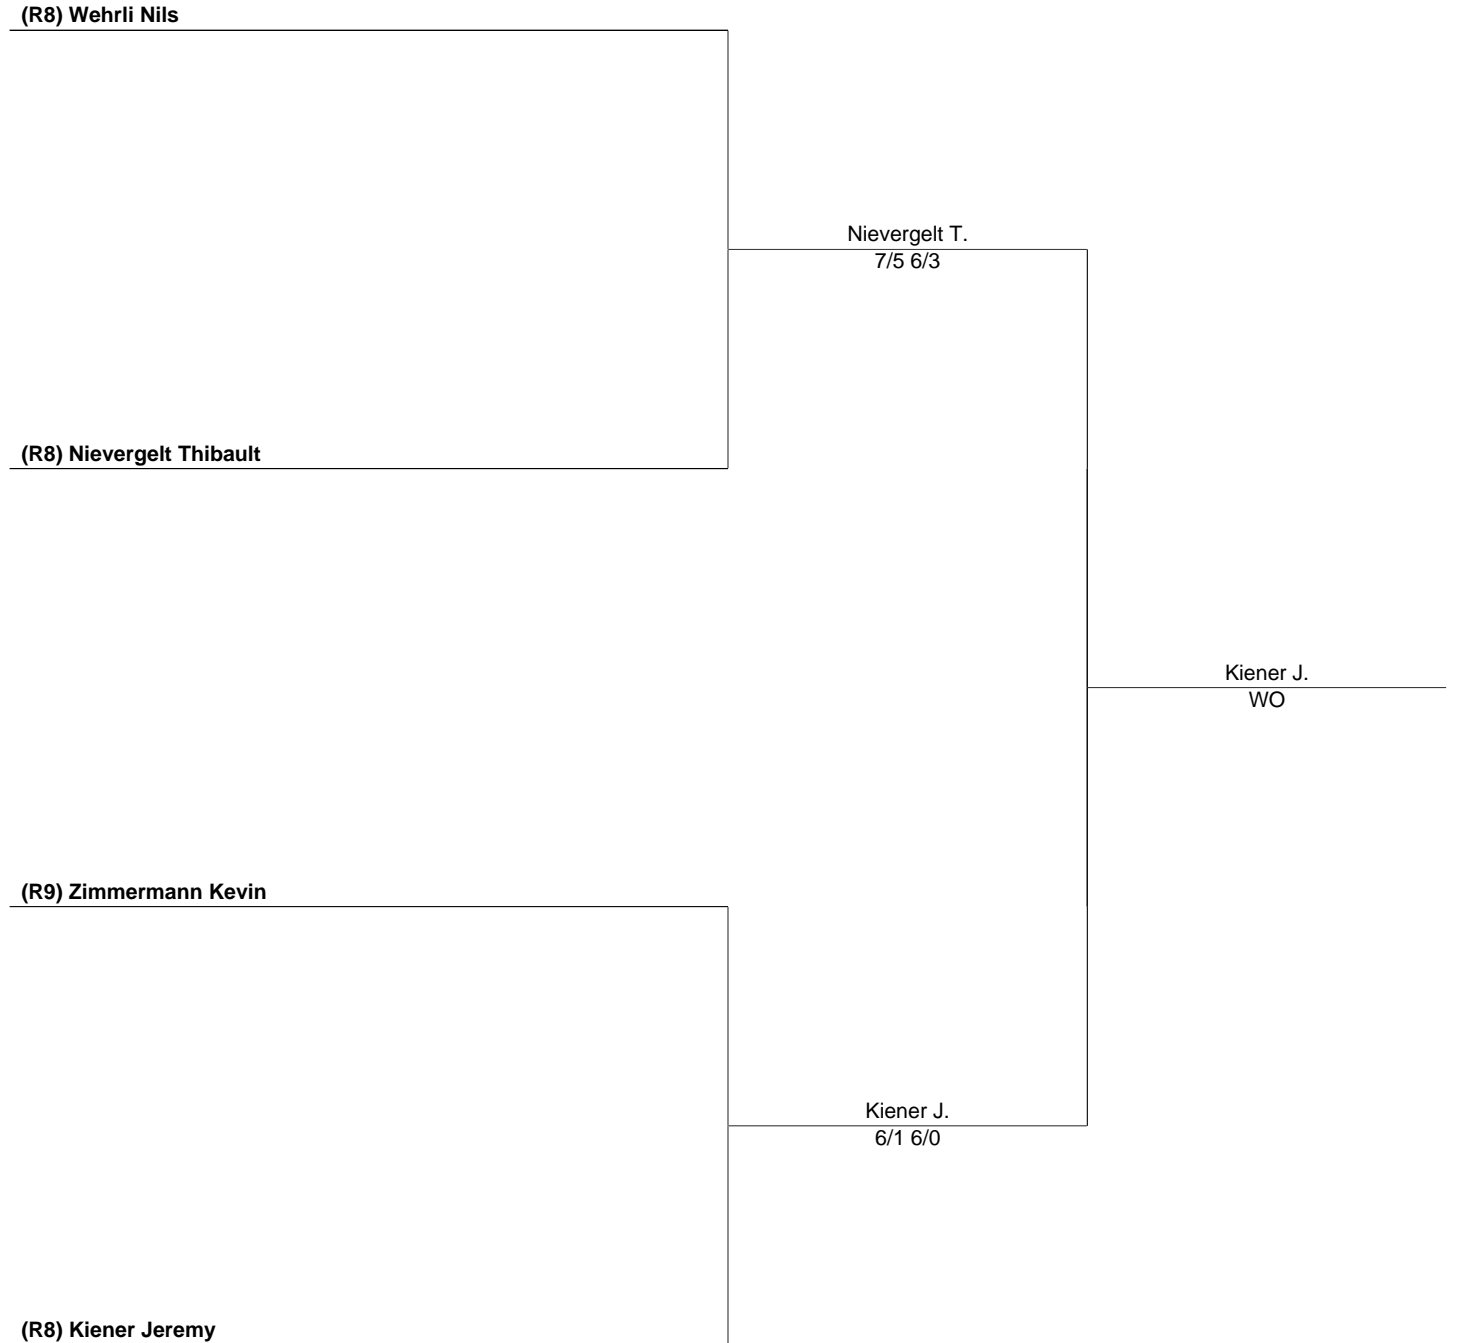 (R8) Wehrli Nils
Nievergelt T.
7/5 6/3
(R8) Nievergelt Thibault
Kiener J.
WO
(R9) Zimmermann Kevin
Kiener J.
6/1 6/0
(R8) Kiener Jeremy